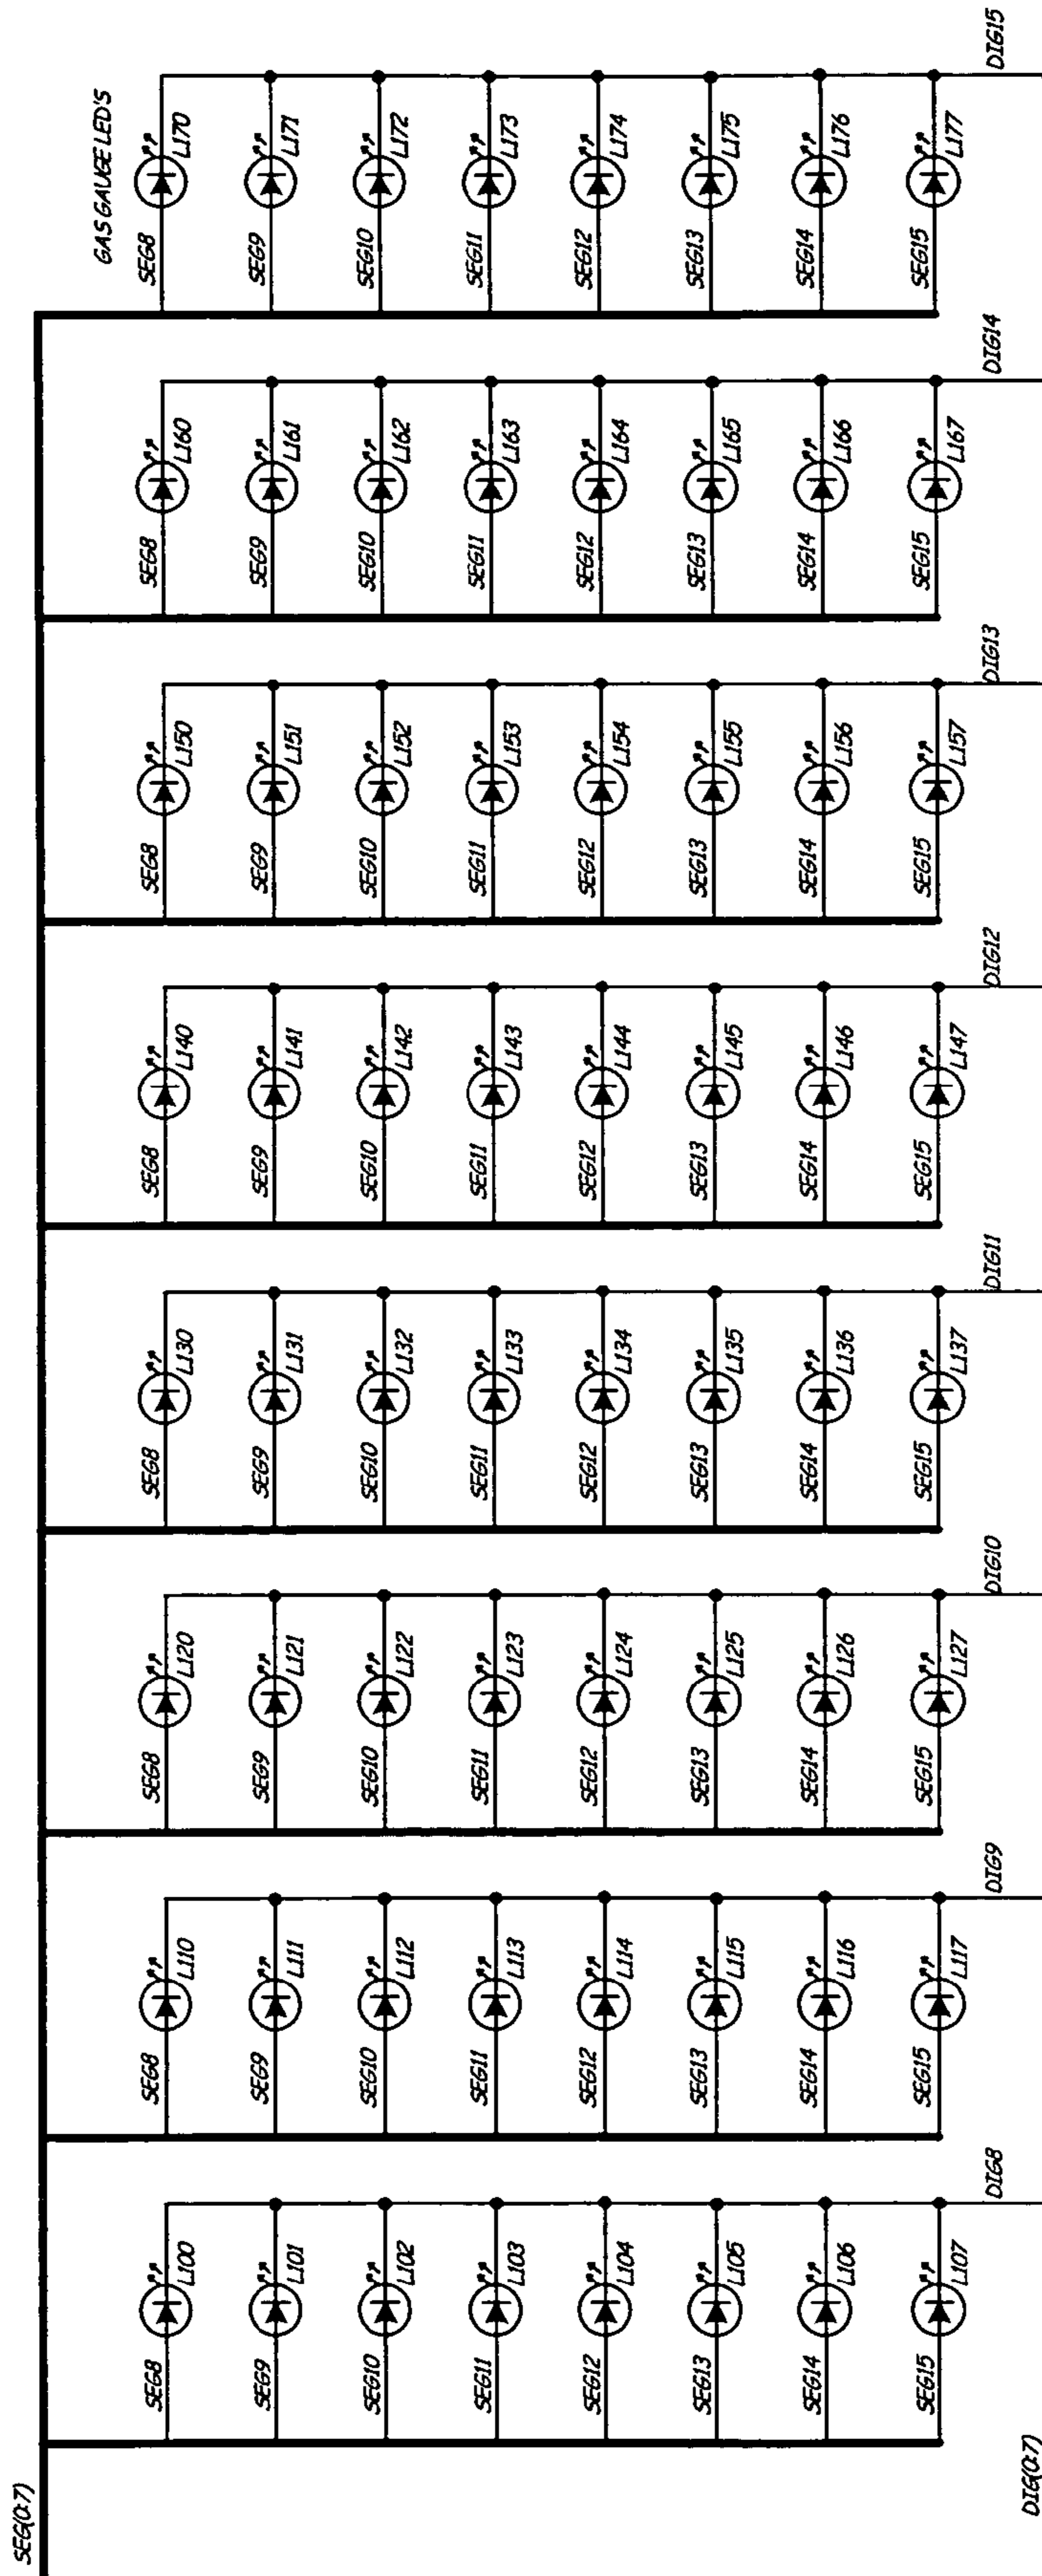 SEG(0:7)
SEG8
L100
SEG9
L101
SEG10
L102
SEG11
L103
SEG12
L104
SEG13
L105
SEG14
L106
SEG15
L107
DIG8
SEG8
L110
SEG9
L111
SEG10
L112
SEG11
L113
SEG12
L114
SEG13
L115
SEG14
L116
SEG15
L117
DIG9
SEG8
L120
SEG9
L121
SEG10
L122
SEG11
L123
SEG12
L124
SEG13
L125
SEG14
L126
SEG15
L127
DIG10
SEG8
L130
SEG9
L131
SEG10
L132
SEG11
L133
SEG12
L134
SEG13
L135
SEG14
L136
SEG15
L137
DIG11
SEG8
L140
SEG9
L141
SEG10
L142
SEG11
L143
SEG12
L144
SEG13
L145
SEG14
L146
SEG15
L147
DIG12
SEG8
L150
SEG9
L151
SEG10
L152
SEG11
L153
SEG12
L154
SEG13
L155
SEG14
L156
SEG15
L157
DIG13
SEG8
L160
SEG9
L161
SEG10
L162
SEG11
L163
SEG12
L164
SEG13
L165
SEG14
L166
SEG15
L167
DIG14
GAS GAUGE LED'S
SEG8
L170
SEG9
L171
SEG10
L172
SEG11
L173
SEG12
L174
SEG13
L175
SEG14
L176
SEG15
L177
DIG15
DIG(0:7)